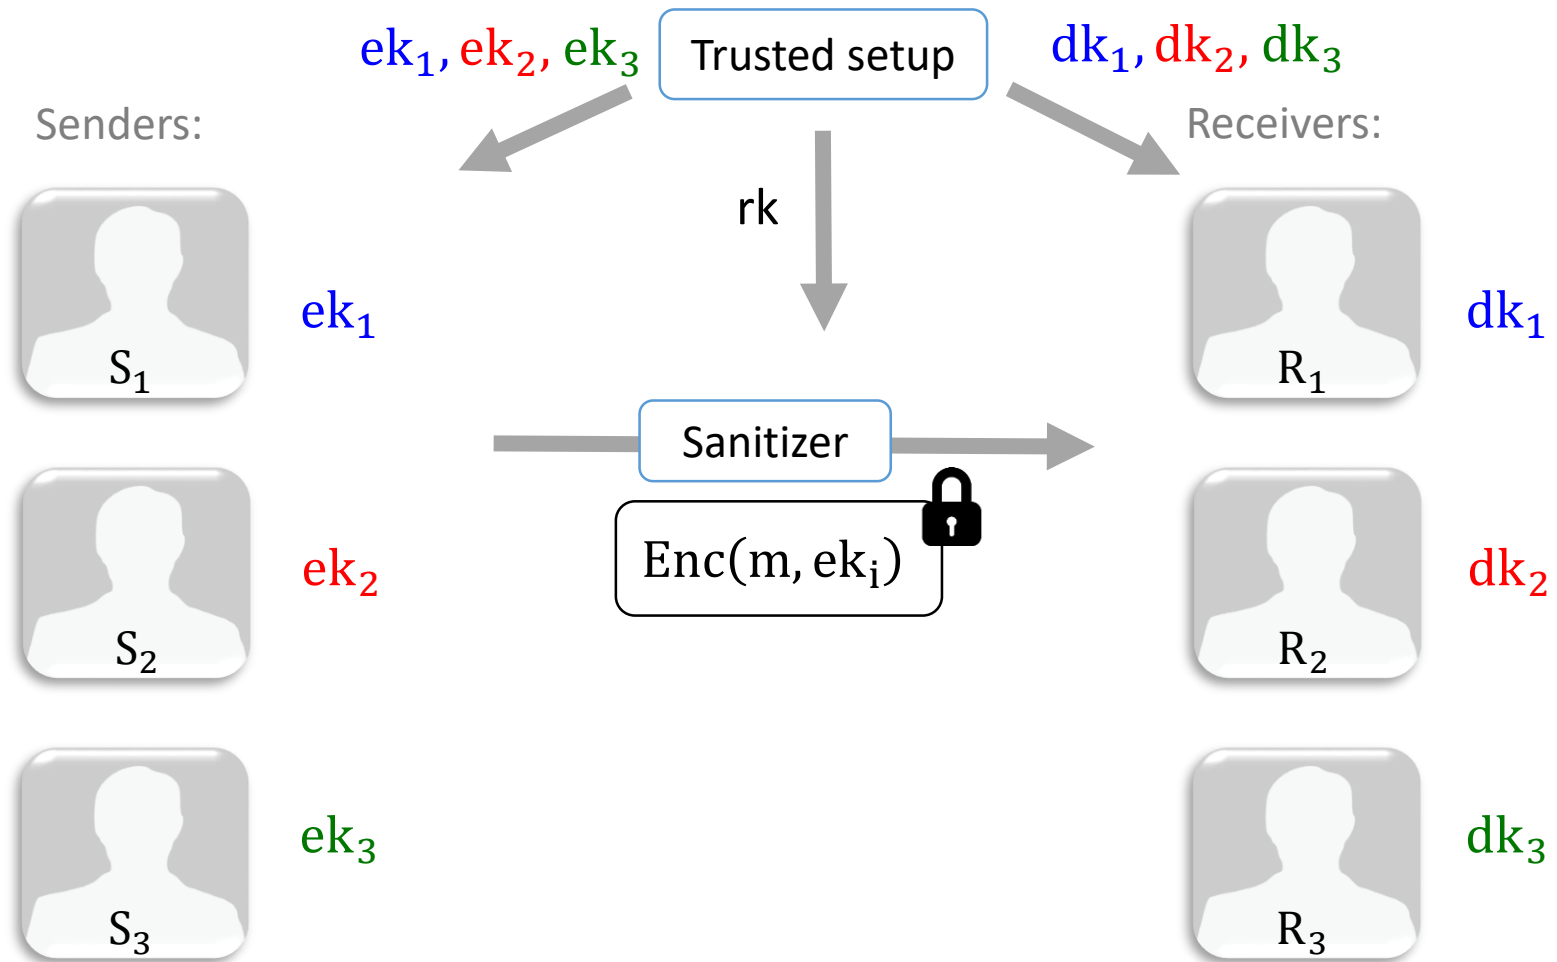 ek₁, ek₂, ek₃
Trusted setup
dk₁, dk₂, dk₃
Senders:
Receivers:
rk
S₁
ek₁
R₁
dk₁
Sanitizer
Enc(m, ekᵢ)
S₂
ek₂
R₂
dk₂
S₃
ek₃
R₃
dk₃